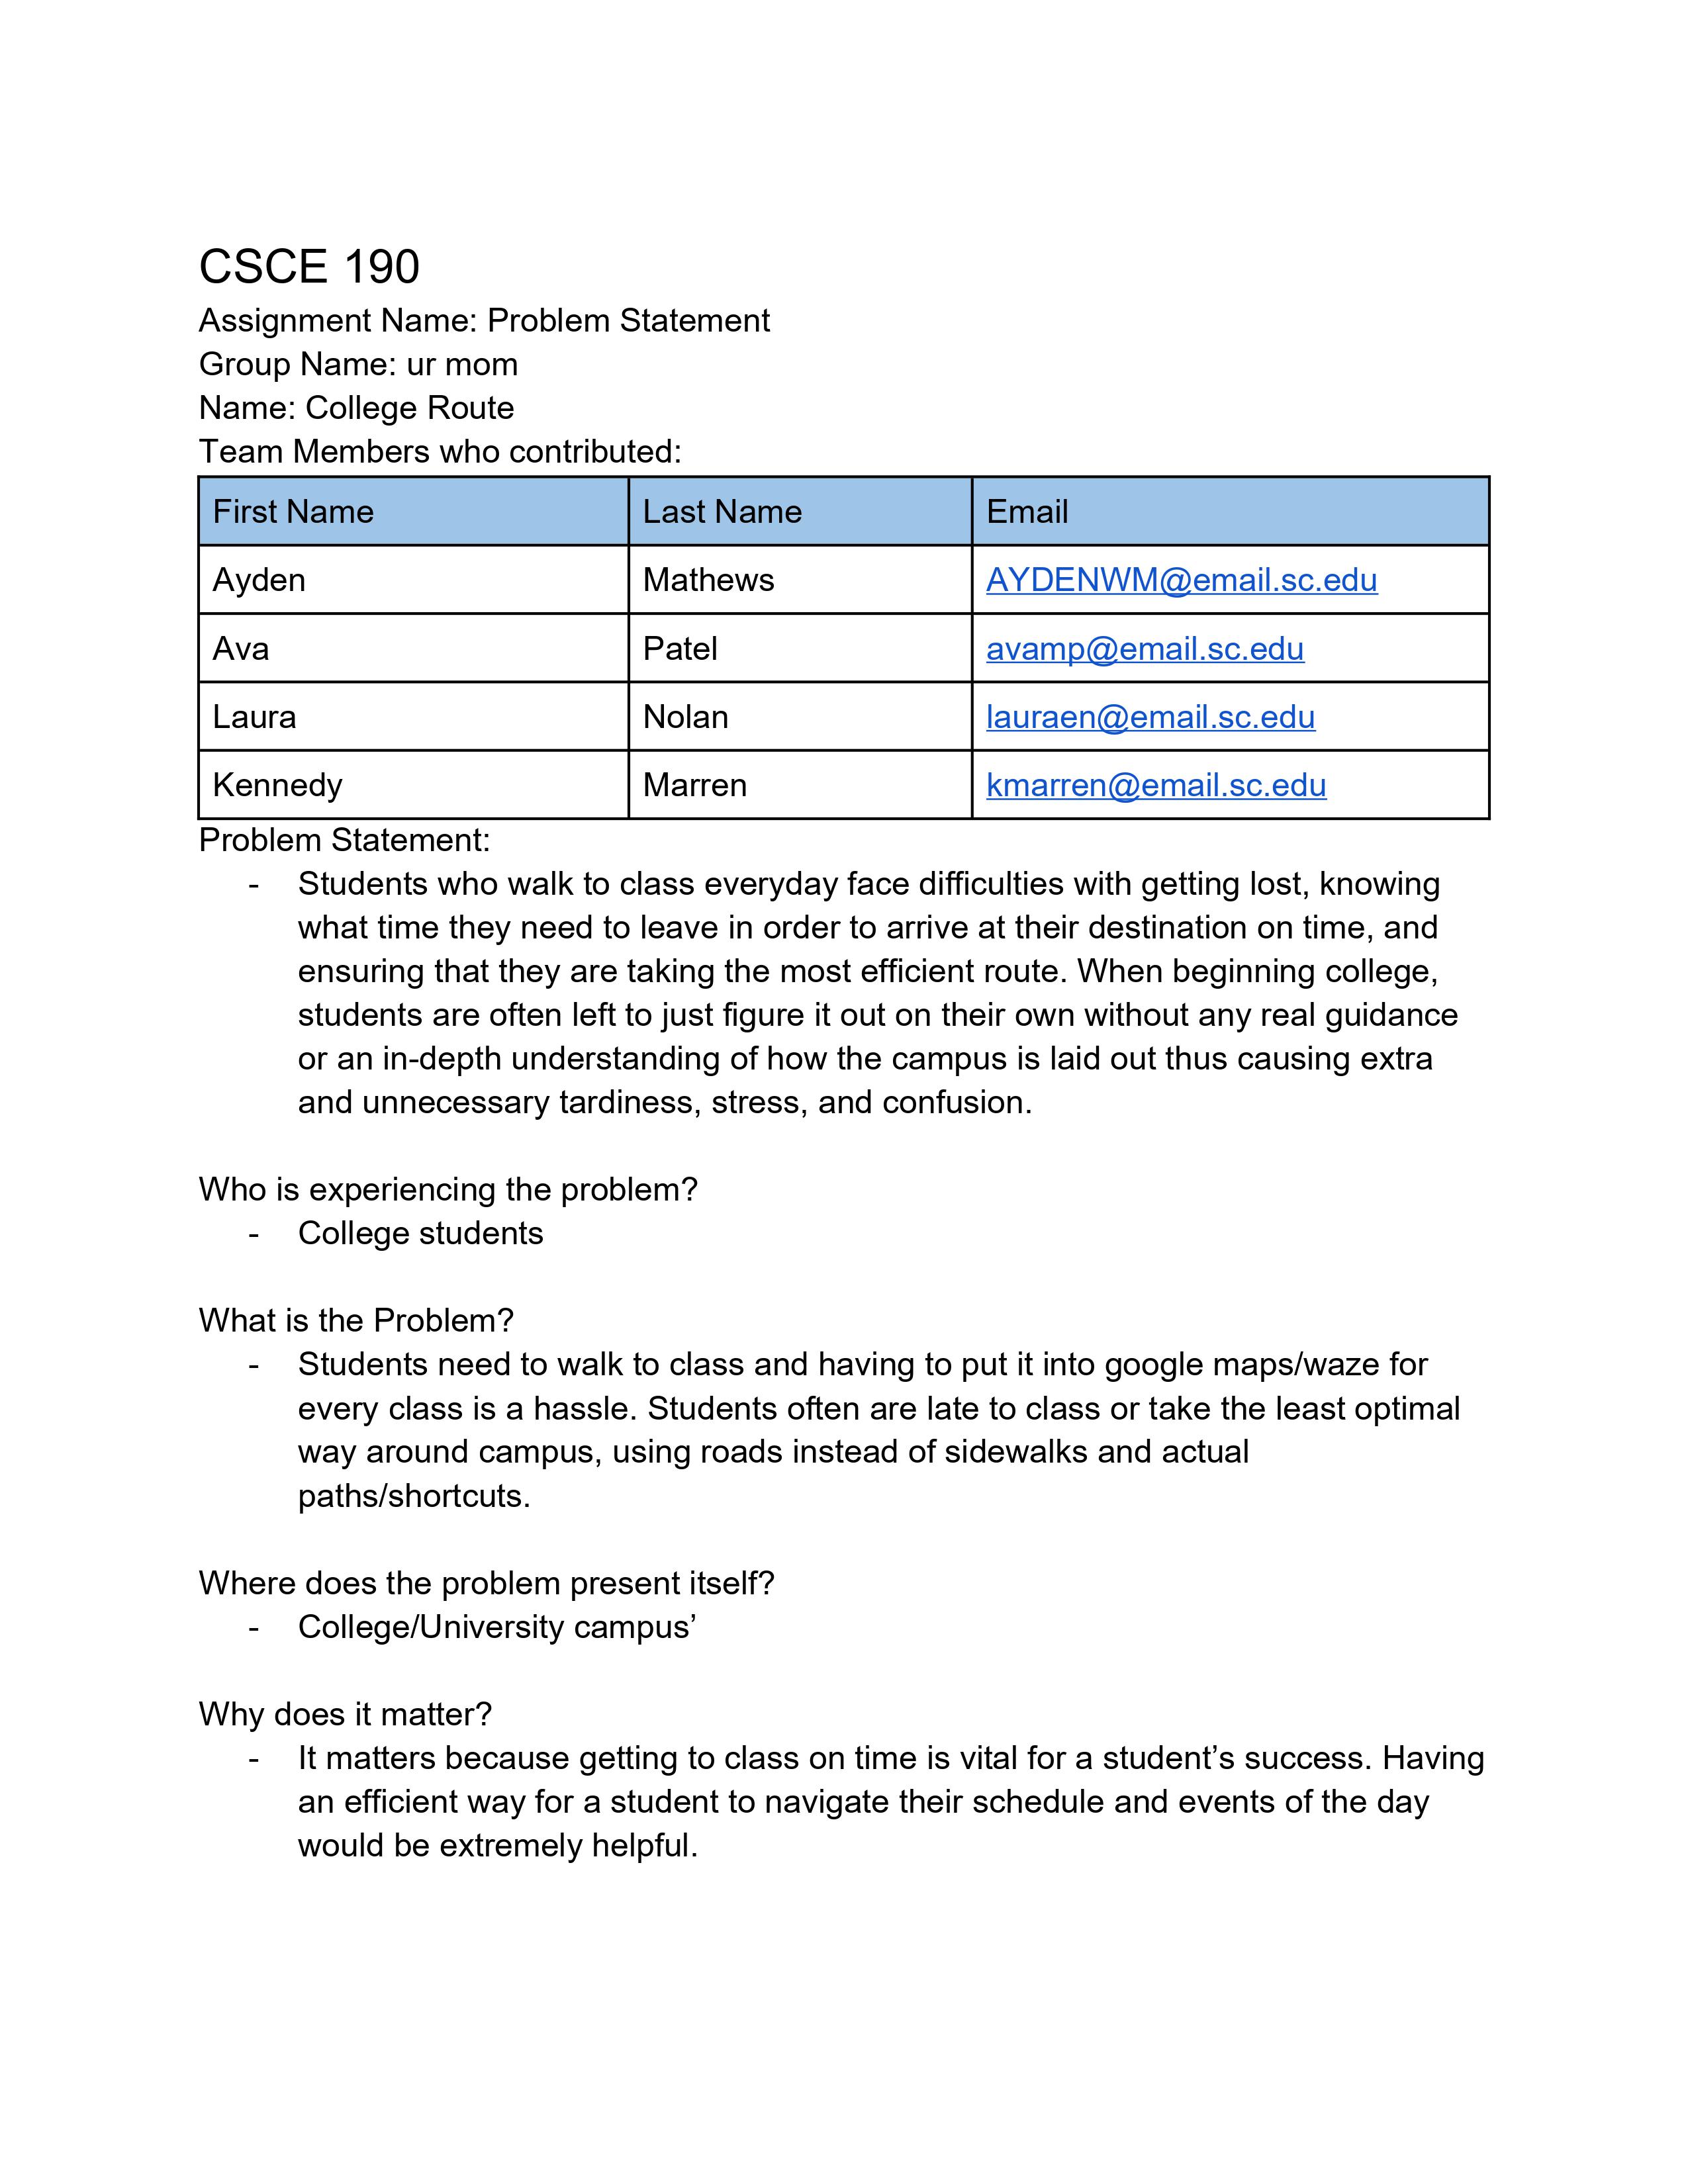 CSCE 190
Assignment Name: Problem Statement
Group Name: ur mom
Name: College Route
Team Members who contributed:
First Name Last Name Email
Ayden Mathews AYDENWM@email.sc.edu
Ava Patel avamp@email.sc.edu
Laura Nolan lauraen@email.sc.edu
Kennedy Marren kmarren@email.sc.edu
Problem Statement:
- Students who walk to class everyday face difficulties with getting lost, knowing
what time they need to leave in order to arrive at their destination on time, and
ensuring that they are taking the most efficient route. When beginning college,
students are often left to just figure it out on their own without any real guidance
or an in-depth understanding of how the campus is laid out thus causing extra
and unnecessary tardiness, stress, and confusion.
Who is experiencing the problem?
- College students
What is the Problem?
- Students need to walk to class and having to put it into google maps/waze for
every class is a hassle. Students often are late to class or take the least optimal
way around campus, using roads instead of sidewalks and actual
paths/shortcuts.
Where does the problem present itself?
- College/University campus’
Why does it matter?
- It matters because getting to class on time is vital for a student’s success. Having
an efficient way for a student to navigate their schedule and events of the day
would be extremely helpful.